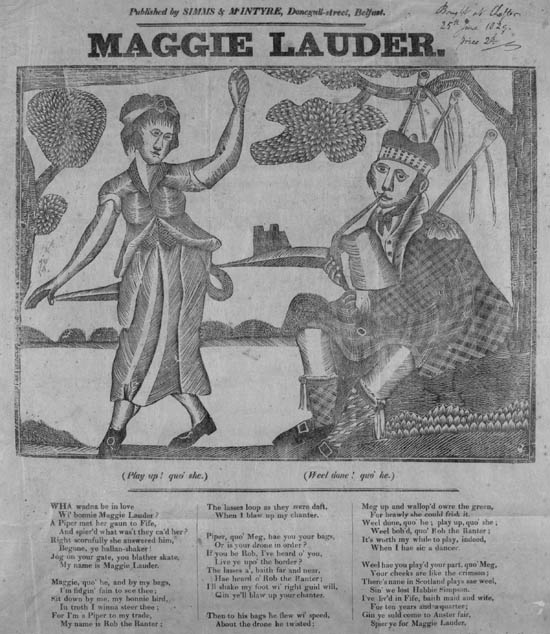 Published by SIMMS & M'INTYRE, Donegall-street, Belfast.
Bought at Chester
25th June 1829.
price 2d
MAGGIE LAUDER.
(Play up! quo' she.)
(Weel done! quo' he.)
WHA wadna be in love
Wi' bonnie Maggie Lauder?
A Piper met her gaun to Fife,
And spier'd what was't they ca'd her?
Right scornfully she answered him,
Begone, ye hallan-shaker!
Jog on your gate, you blather skate,
My name is Maggie Lauder.
Maggie, quo' he, and by my bags,
I'm fidgin' fain to see thee;
Sit down by me, my bonnie bird,
In troth I winna steer thee;
For I'm a Piper to my trade,
My name is Rob the Ranter;
The lasses loup as they were daft,
When I blaw up my chanter.
Piper, quo' Meg, hae you your bags,
Or is your drone in order?
If you be Rob, I've heard o' you,
Live ye upo' the border?
The lasses a', baith far and near,
Hae heard o' Rob the Ranter;
I'll shake my foot wi' right guid will,
Gin ye'll blaw up your chanter.
Then to his bags he flew wi' speed,
About the drone he twisted;
Meg up and wallop'd owre the green,
For brawly she could frisk it.
Weel done, quo' he; play up, quo' she;
Weel bob'd, quo' Rob the Ranter;
It's worth my while to play, indeed,
When I hae sic a dancer.
Weel hae you play'd your part, quo' Meg,
Your cheeks are like the crimson;
There's nane in Scotland plays sae weel,
Sin' we lost Habbie Simpson.
I've liv'd in Fife, baith maid and wife,
For ten years and a quarter;
Gin ye suld come to Anster fair,
Spier ye for Maggie Lauder.